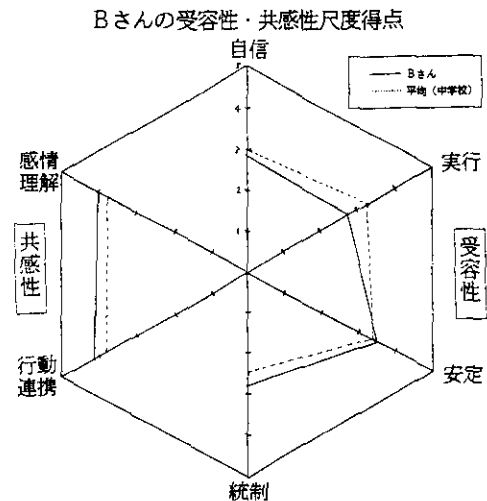 Bさんの受容性・共感性尺度得点
自信
Bさん
平均(中学校)
5
4
3
2
1
感情
理解
実行
共感性
受容性
行動
連携
安定
統制